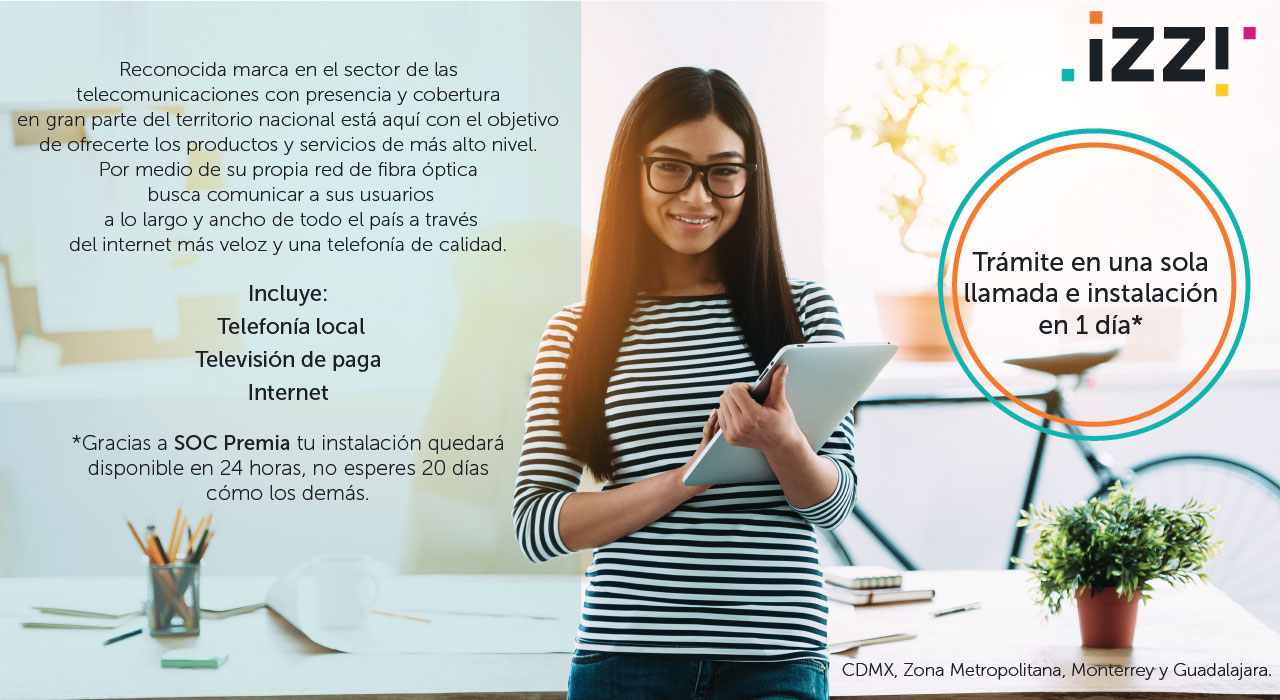 Reconocida marca en el sector de las
telecomunicaciones con presencia y cobertura
en gran parte del territorio nacional está aquí con el objetivo
de ofrecerte los productos y servicios de más alto nivel.
Por medio de su propia red de fibra óptica
busca comunicar a sus usuarios
a lo largo y ancho de todo el país a través
del internet más veloz y una telefonía de calidad.
Incluye:
Telefonía local
Televisión de paga
Internet
*Gracias a SOC Premia tu instalación quedará
disponible en 24 horas, no esperes 20 días
cómo los demás.
izzi
Trámite en una sola
llamada e instalación
en 1 día*
CDMX, Zona Metropolitana, Monterrey y Guadalajara.